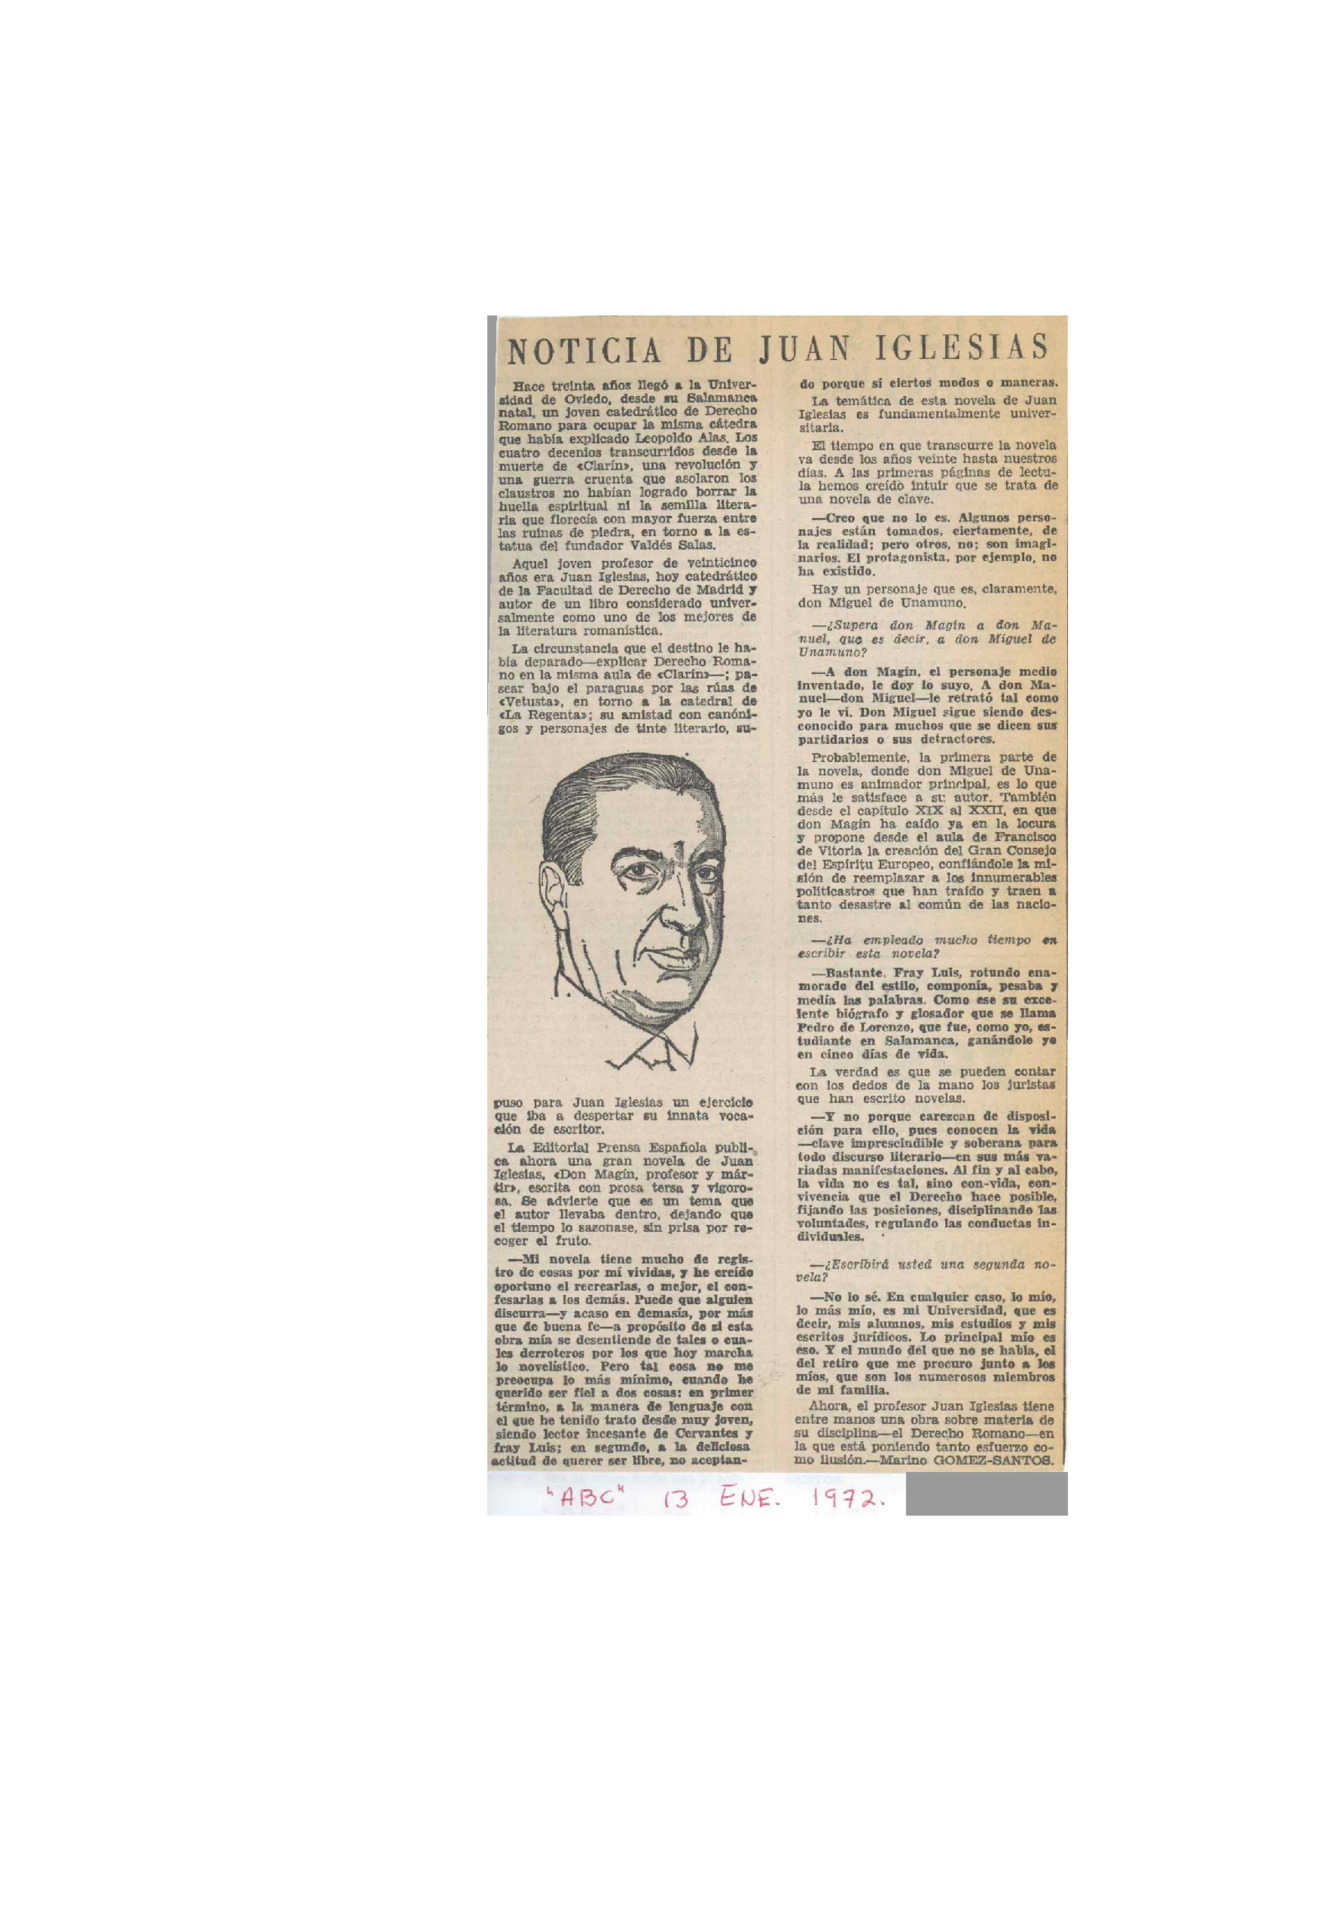 NOTICIA DE JUAN IGLESIAS
Hace treinta años llegó a la Univer-
sidad de Oviedo, desde su Salamanca
natal, un joven catedrático de Derecho
Romano para ocupar la misma cátedra
que había explicado Leopoldo Alas. Los
cuatro decenios transcurridos desde la
muerte de «Clarín», una revolución y
una guerra cruenta que asolaron los
claustros no habían logrado borrar la
huella espiritual ni la semilla litera-
ria que florecía con mayor fuerza entre
las ruinas de piedra, en torno a la es-
tatua del fundador Valdés Salas.
Aquel joven profesor de veinticinco
años era Juan Iglesias, hoy catedrático
de la Facultad de Derecho de Madrid y
autor de un libro considerado univer-
salmente como uno de los mejores de
la literatura romanística.
La circunstancia que el destino le ha-
bía deparado—explicar Derecho Roma-
no en la misma aula de «Clarín»—; pa-
sear bajo el paraguas por las rúas de
«Vetusta», en torno a la catedral de
«La Regenta»; su amistad con canóni-
gos y personajes de tinte literario, su-
puso para Juan Iglesias un ejercicio
que iba a despertar su innata voca-
ción de escritor.
La Editorial Prensa Española publi-
ca ahora una gran novela de Juan
Iglesias, «Don Magín, profesor y már-
tir», escrita con prosa tersa y vigoro-
sa. Se advierte que es un tema que
el autor llevaba dentro, dejando que
el tiempo lo sazonase, sin prisa por re-
coger el fruto.
—Mi novela tiene mucho de regis-
tro de cosas por mí vividas, y he creído
oportuno el recrearlas, o mejor, el con-
fesarlas a los demás. Puede que alguien
discurra—y acaso en demasía, por más
que de buena fe—a propósito de si esta
obra mía se desentiende de tales o cua-
les derroteros por los que hoy marcha
lo novelístico. Pero tal cosa no me
preocupa lo más mínimo, cuando he
querido ser fiel a dos cosas: en primer
término, a la manera de lenguaje con
el que he tenido trato desde muy joven,
siendo lector incesante de Cervantes y
fray Luis; en segundo, a la deliciosa
actitud de querer ser libre, no aceptan-
do porque sí ciertos modos o maneras.
La temática de esta novela de Juan
Iglesias es fundamentalmente univer-
sitaria.
El tiempo en que transcurre la novela
va desde los años veinte hasta nuestros
días. A las primeras páginas de lectu-
la hemos creído intuir que se trata de
una novela de clave.
—Creo que no lo es. Algunos perso-
najes están tomados, ciertamente, de
la realidad; pero otros, no; son imagi-
narios. El protagonista, por ejemplo, no
ha existido.
Hay un personaje que es, claramente,
don Miguel de Unamuno.
—¿Supera don Magín a don Ma-
nuel, que es decir, a don Miguel de
Unamuno?
—A don Magín, el personaje medio
inventado, le doy lo suyo. A don Ma-
nuel—don Miguel—le retrató tal como
yo le vi. Don Miguel sigue siendo des-
conocido para muchos que se dicen sus
partidarios o sus detractores.
Probablemente, la primera parte de
la novela, donde don Miguel de Una-
muno es animador principal, es lo que
más le satisface a su autor. También
desde el capítulo XIX al XXII, en que
don Magín ha caído ya en la locura
y propone desde el aula de Francisco
de Vitoria la creación del Gran Consejo
del Espíritu Europeo, confiándole la mi-
sión de reemplazar a los innumerables
politicastros que han traído y traen a
tanto desastre al común de las nacio-
nes.
—¿Ha empleado mucho tiempo en
escribir esta novela?
—Bastante. Fray Luis, rotundo ena-
morado del estilo, componía, pesaba y
medía las palabras. Como ese su exce-
lente biógrafo y glosador que se llama
Pedro de Lorenzo, que fue, como yo, es-
tudiante en Salamanca, ganándole yo
en cinco días de vida.
La verdad es que se pueden contar
con los dedos de la mano los juristas
que han escrito novelas.
—Y no porque carezcan de disposi-
ción para ello, pues conocen la vida
—clave imprescindible y soberana para
todo discurso literario—en sus más va-
riadas manifestaciones. Al fin y al cabo,
la vida no es tal, sino con-vida, con-
vivencia que el Derecho hace posible,
fijando las posiciones, disciplinando las
voluntades, regulando las conductas in-
dividuales.
—¿Escribirá usted una segunda no-
vela?
—No lo sé. En cualquier caso, lo mío,
lo más mío, es mi Universidad, que es
decir, mis alumnos, mis estudios y mis
escritos jurídicos. Lo principal mío es
eso. Y el mundo del que no se habla, el
del retiro que me procuro junto a los
míos, que son los numerosos miembros
de mi familia.
Ahora, el profesor Juan Iglesias tiene
entre manos una obra sobre materia de
su disciplina—el Derecho Romano—en
la que está poniendo tanto esfuerzo co-
mo ilusión.—Marino GOMEZ-SANTOS.
"ABC" 13 ENE. 1972.